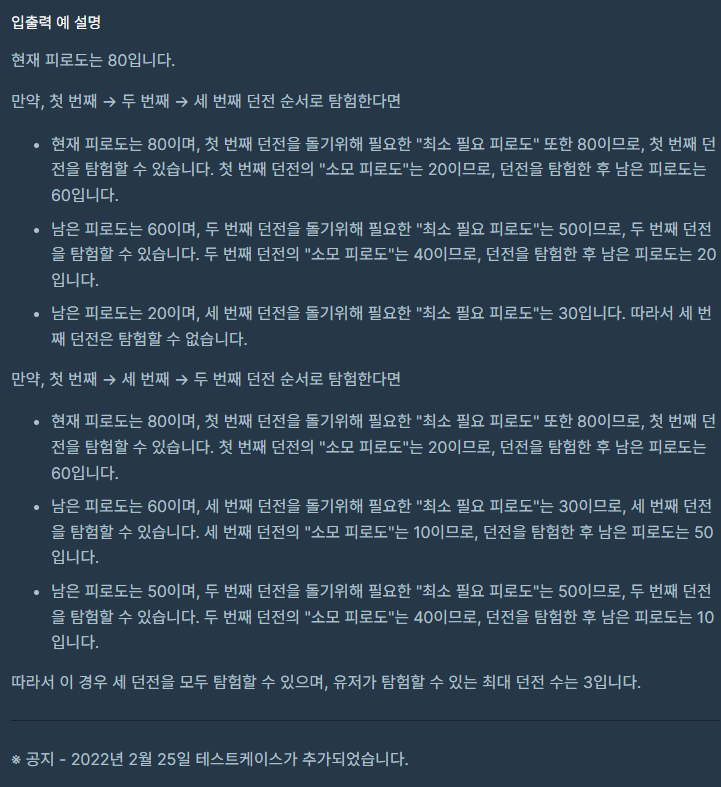 입출력 예 설명
현재 피로도는 80입니다.
만약, 첫 번째 → 두 번째 → 세 번째 던전 순서로 탐험한다면
• 현재 피로도는 80이며, 첫 번째 던전을 돌기위해 필요한 "최소 필요 피로도" 또한 80이므로, 첫 번째 던
전을 탐험할 수 있습니다. 첫 번째 던전의 "소모 피로도"는 20이므로, 던전을 탐험한 후 남은 피로도는
60입니다.
• 남은 피로도는 60이며, 두 번째 던전을 돌기위해 필요한 "최소 필요 피로도"는 50이므로, 두 번째 던전
을 탐험할 수 있습니다. 두 번째 던전의 "소모 피로도"는 40이므로, 던전을 탐험한 후 남은 피로도는 20
입니다.
• 남은 피로도는 20이며, 세 번째 던전을 돌기위해 필요한 "최소 필요 피로도"는 30입니다. 따라서 세 번
째 던전은 탐험할 수 없습니다.
만약, 첫 번째 → 세 번째 → 두 번째 던전 순서로 탐험한다면
• 현재 피로도는 80이며, 첫 번째 던전을 돌기위해 필요한 "최소 필요 피로도" 또한 80이므로, 첫 번째 던
전을 탐험할 수 있습니다. 첫 번째 던전의 "소모 피로도"는 20이므로, 던전을 탐험한 후 남은 피로도는
60입니다.
• 남은 피로도는 60이며, 세 번째 던전을 돌기위해 필요한 "최소 필요 피로도"는 30이므로, 세 번째 던전
을 탐험할 수 있습니다. 세 번째 던전의 "소모 피로도"는 10이므로, 던전을 탐험한 후 남은 피로도는 50
입니다.
• 남은 피로도는 50이며, 두 번째 던전을 돌기위해 필요한 "최소 필요 피로도"는 50이므로, 두 번째 던전
을 탐험할 수 있습니다. 두 번째 던전의 "소모 피로도"는 40이므로, 던전을 탐험한 후 남은 피로도는 10
입니다.
따라서 이 경우 세 던전을 모두 탐험할 수 있으며, 유저가 탐험할 수 있는 최대 던전 수는 3입니다.
※ 공지 - 2022년 2월 25일 테스트케이스가 추가되었습니다.